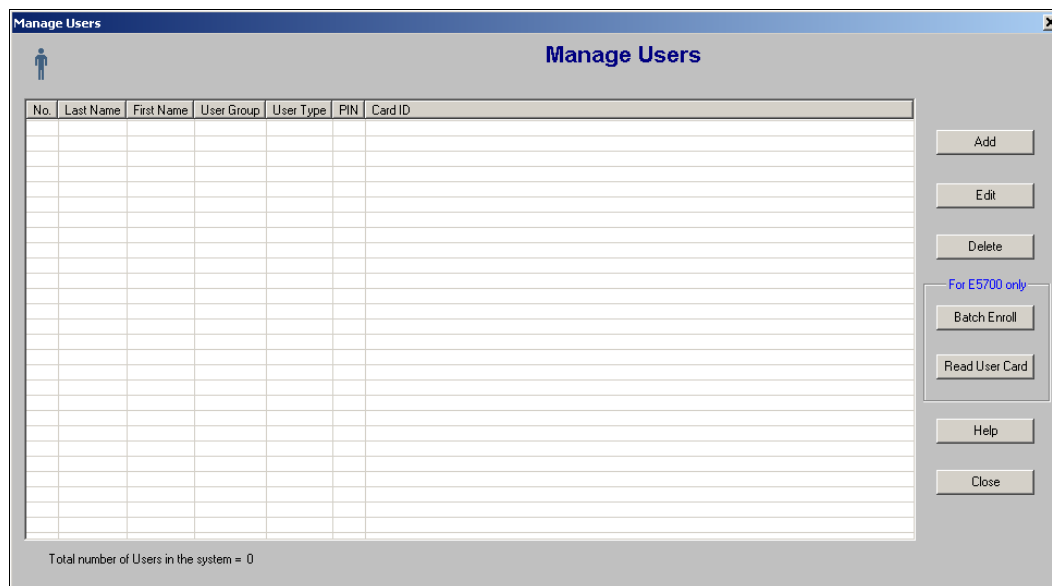 Manage Users
Manage Users
No. Last Name First Name User Group User Type PIN Card ID
Add
Edit
Delete
For E5700 only
Batch Enroll
Read User Card
Help
Close
Total number of Users in the system = 0